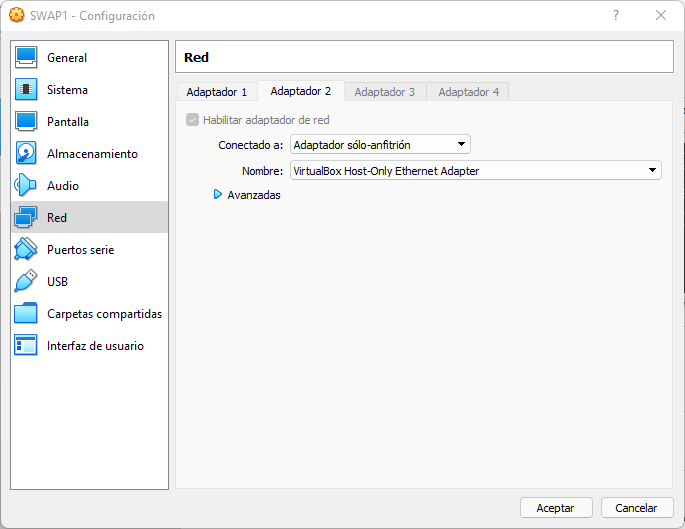 SWAP1 - Configuración
?
General
Sistema
Pantalla
Almacenamiento
Audio
Red
Puertos serie
USB
Carpetas compartidas
Interfaz de usuario
Red
Adaptador 1 Adaptador 2 Adaptador 3 Adaptador 4
Habilitar adaptador de red
Conectado a: Adaptador sólo-anfitrión
Nombre: VirtualBox Host-Only Ethernet Adapter
Avanzadas
Aceptar Cancelar